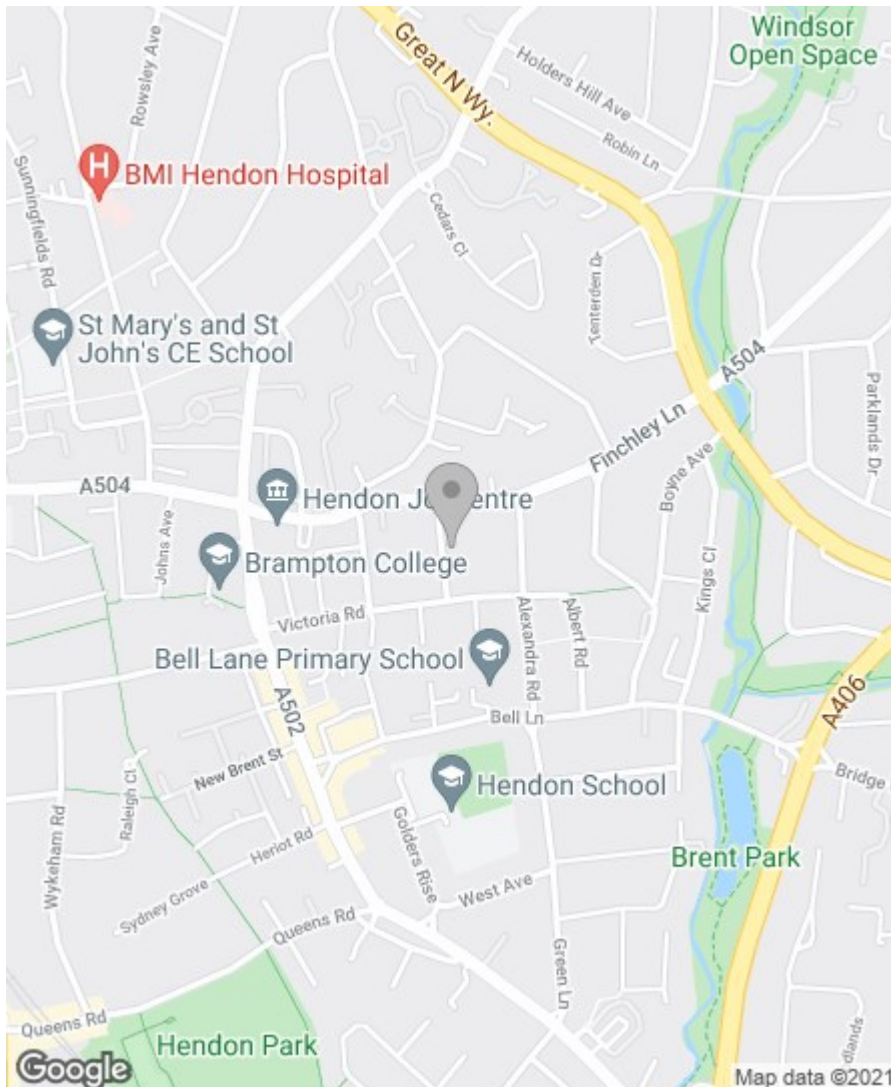 Windsor
Open Space
Great N Wy.
Holders Hill Ave
Robin Ln
Rowsley Ave
BMI Hendon Hospital
Sunningfields Rd
Cedars Cl
Tenterden Dr
St Mary's and St
John's CE School
A504
Finchley Ln
Parklands Dr
A504
Hendon Jo
entre
Boyne Ave
Johns Ave
Brampton College
Kings Cl
Victoria Rd
Alexandra Rd
Albert Rd
Bell Lane Primary School
A502
Bell Ln
A406
New Brent St
Raleigh Cl
Hendon School
Bridge
Wykeham Rd
Heriot Rd
Golders Rise
Brent Park
Sydney Grove
West Ave
Queens Rd
Green Ln
Queens Rd
Hendon Park
dlands
Google
Map data ©2021